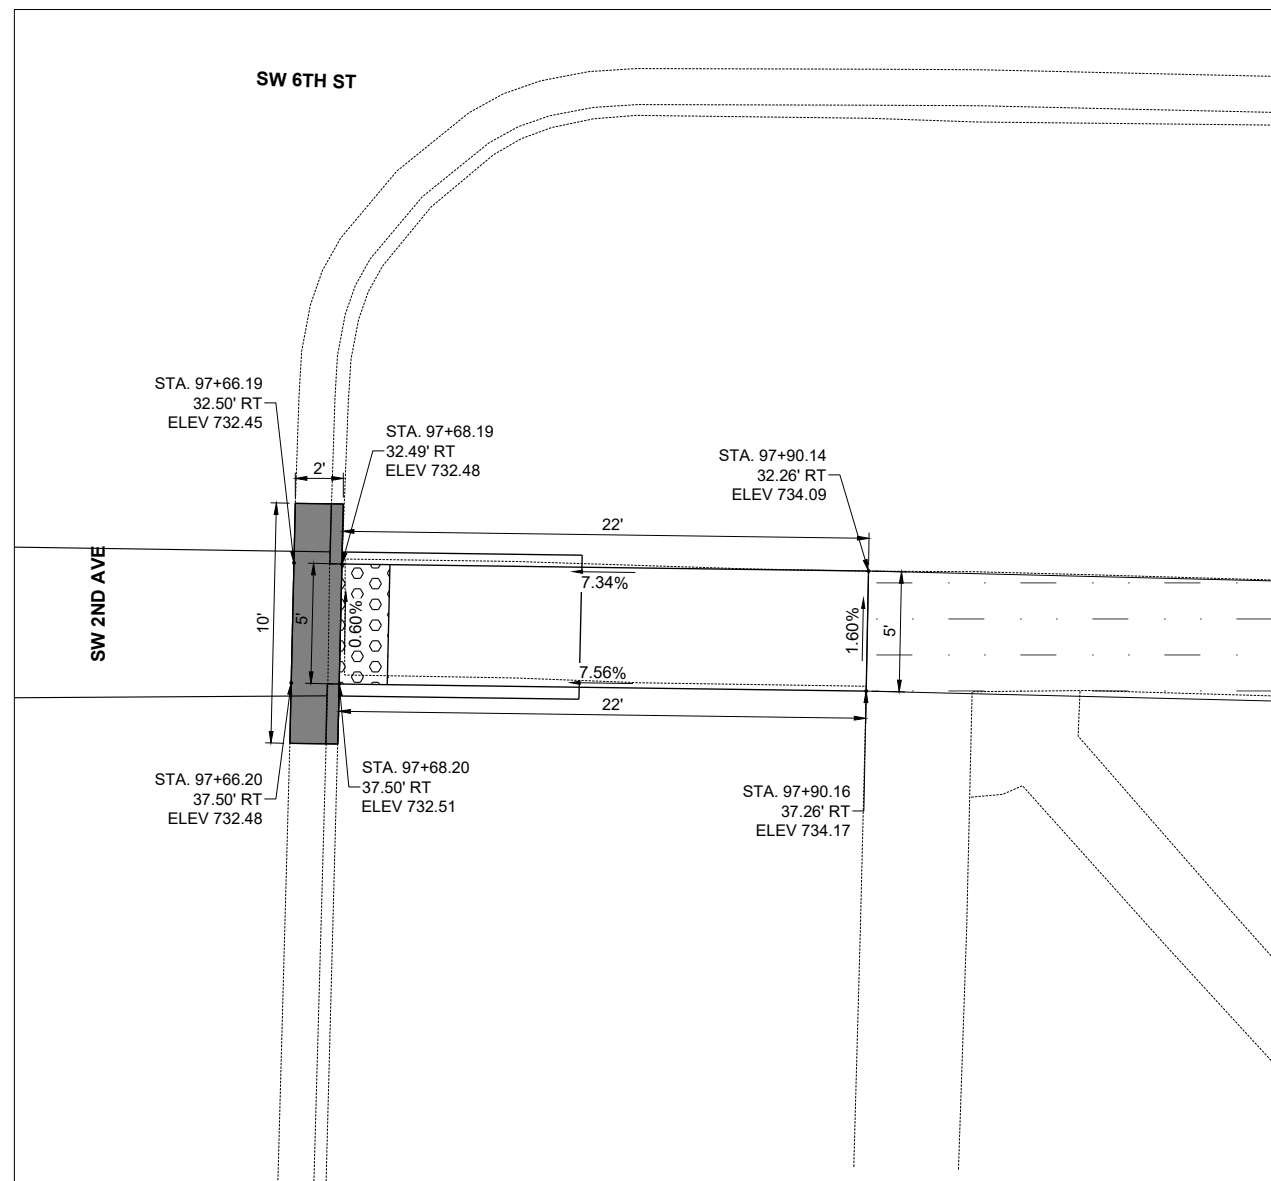 SW 6TH ST
STA. 97+66.19
32.50' RT
ELEV 732.45
STA. 97+68.19
32.49' RT
ELEV 732.48
STA. 97+90.14
32.26' RT
ELEV 734.09
2'
22'
SW 2ND AVE
10'
5'
0.60%
7.34%
1.60%
5'
7.56%
22'
STA. 97+66.20
37.50' RT
ELEV 732.48
STA. 97+68.20
37.50' RT
ELEV 732.51
STA. 97+90.16
37.26' RT
ELEV 734.17